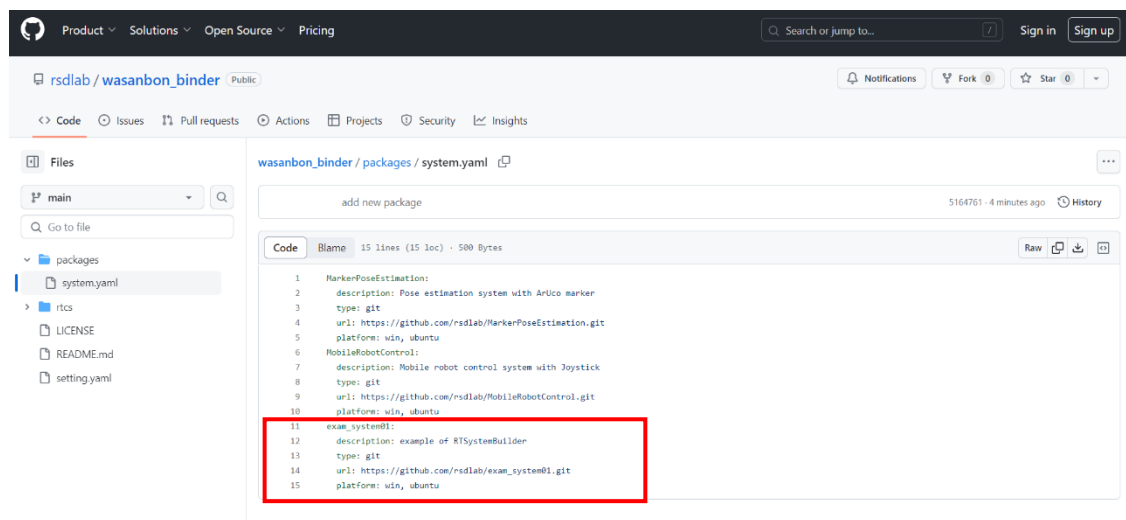 Product Solutions Open Source Pricing Search or jump to... / Sign in Sign up
rsdlab / wasanbon_binder Public Notifications Fork 0 Star 0
<> Code Issues Pull requests Actions Projects Security Insights
Files
wasanbon_binder / packages / system.yaml
main
add new package 5164761 · 4 minutes ago History
Go to file
Code Blame 15 lines (15 loc) · 500 Bytes Raw
packages
system.yaml
rtcs
LICENSE
README.md
setting.yaml
1 MarkerPoseEstimation:
2 description: Pose estimation system with ArUco marker
3 type: git
4 url: https://github.com/rsdlab/MarkerPoseEstimation.git
5 platform: win, ubuntu
6 MobileRobotControl:
7 description: Mobile robot control system with Joystick
8 type: git
9 url: https://github.com/rsdlab/MobileRobotControl.git
10 platform: win, ubuntu
11 exam_system01:
12 description: example of RTSystemBuilder
13 type: git
14 url: https://github.com/rsdlab/exam_system01.git
15 platform: win, ubuntu